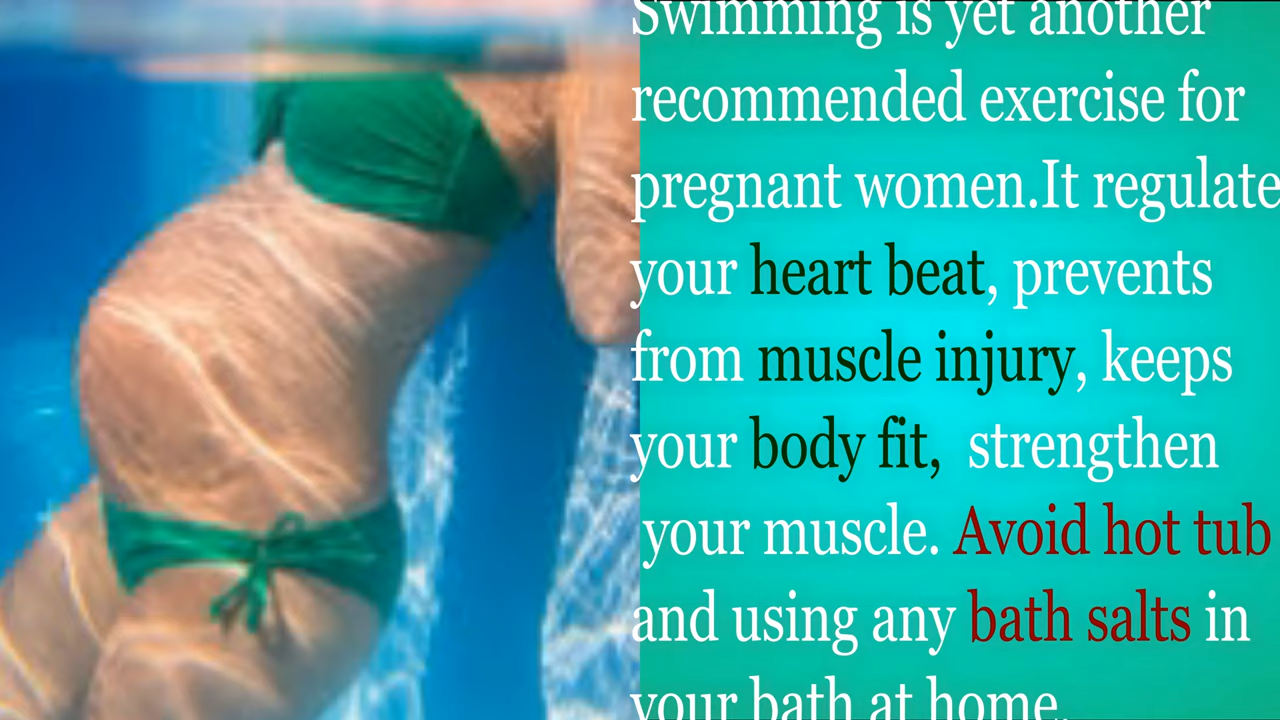 Swimming is yet another
recommended exercise for
pregnant women.It regulate
your heart beat, prevents
from muscle injury, keeps
your body fit,  strengthen
your muscle. Avoid hot tub
and using any bath salts in
your bath at home.